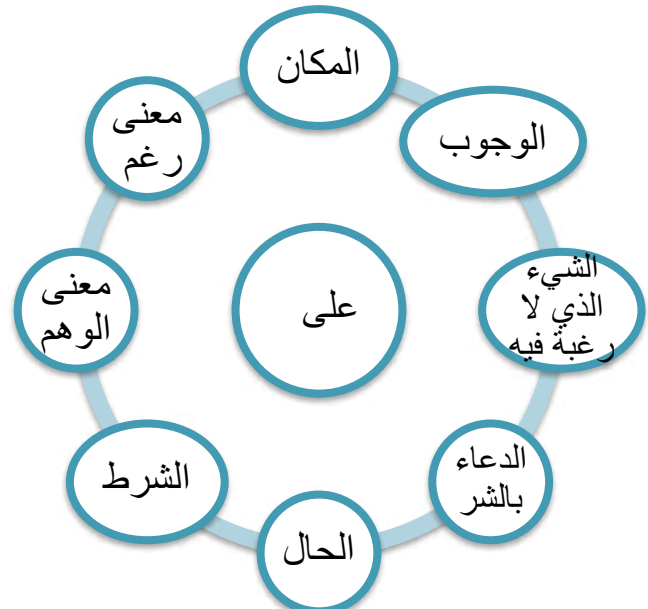 المكان
الوجوب
الشيء
الذي لا
رغبة فيه
الدعاء
بالشر
الحال
الشرط
معنى
الوهم
معنى
رغم
على